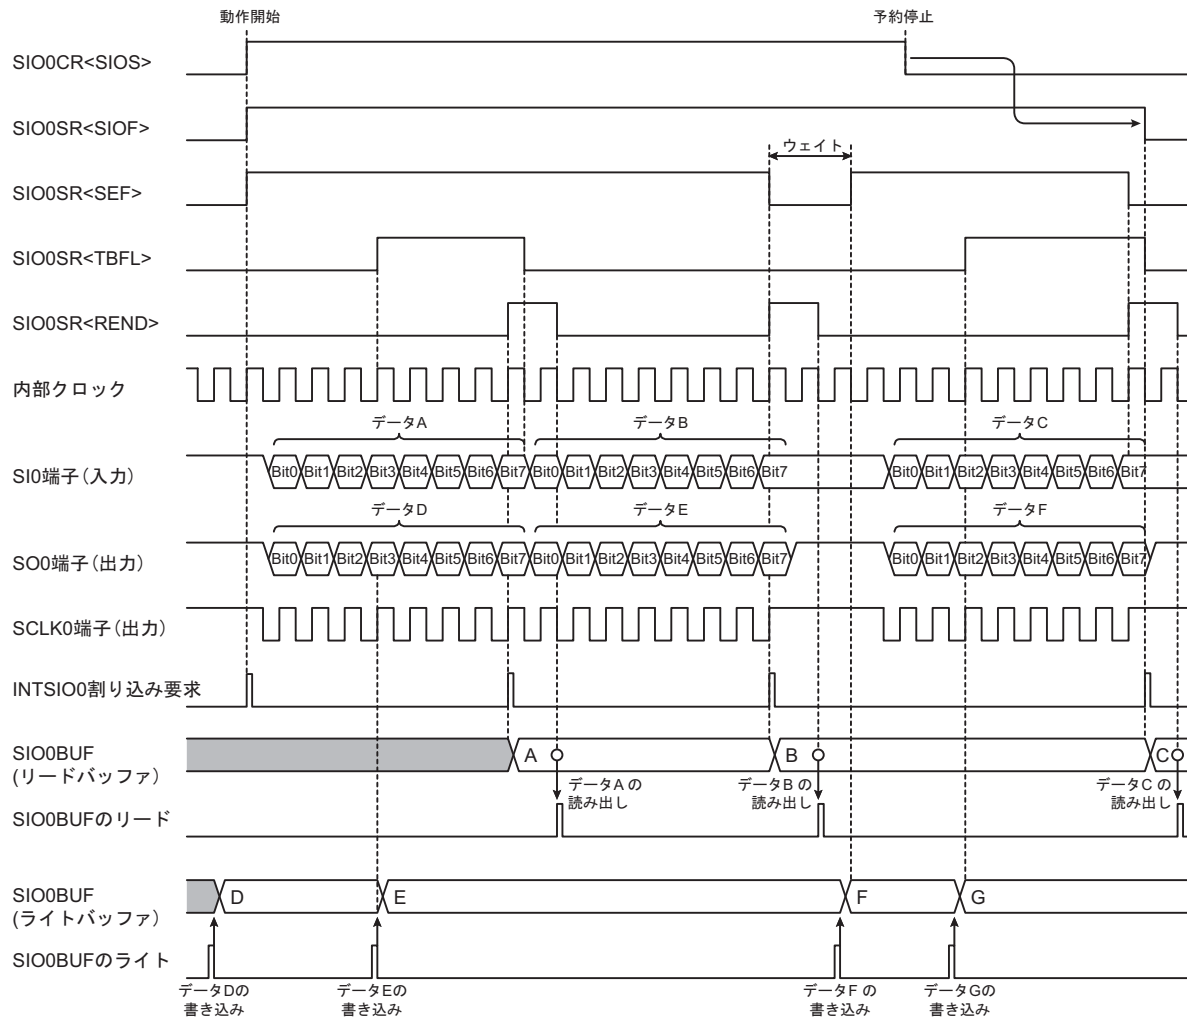 動作開始
予約停止
SIO0CR<SIOS>
SIO0SR<SIOF>
ウェイト
SIO0SR<SEF>
SIO0SR<TBFL>
SIO0SR<REND>
内部クロック
データA
データB
データC
SI0端子(入力)
Bit0 Bit1 Bit2 Bit3 Bit4 Bit5 Bit6 Bit7 Bit0 Bit1 Bit2 Bit3 Bit4 Bit5 Bit6 Bit7 Bit0 Bit1 Bit2 Bit3 Bit4 Bit5 Bit6 Bit7
データD
データE
データF
SO0端子(出力)
Bit0 Bit1 Bit2 Bit3 Bit4 Bit5 Bit6 Bit7 Bit0 Bit1 Bit2 Bit3 Bit4 Bit5 Bit6 Bit7 Bit0 Bit1 Bit2 Bit3 Bit4 Bit5 Bit6 Bit7
SCLK0端子(出力)
INTSIO0割り込み要求
SIO0BUF
(リードバッファ)
A
B
C
データA の
読み出し
データB の
読み出し
データC の
読み出し
SIO0BUFのリード
SIO0BUF
(ライトバッファ)
D
E
F
G
SIO0BUFのライト
データDの
書き込み
データEの
書き込み
データF の
書き込み
データGの
書き込み